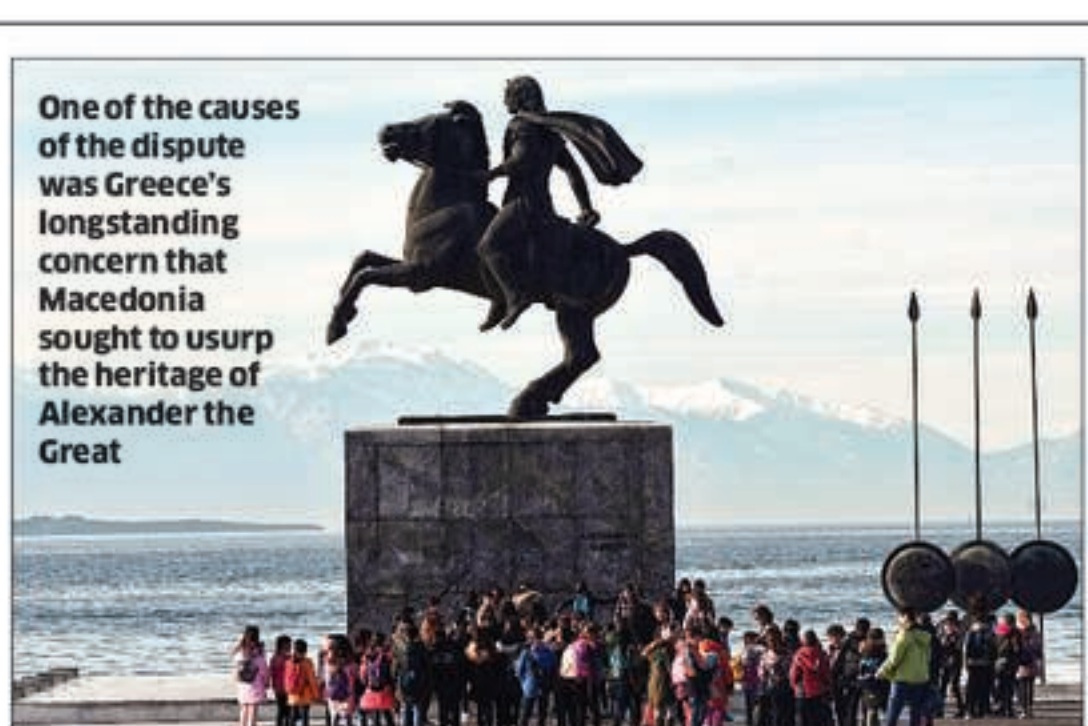 One of the causes
of the dispute
was Greece's
longstanding
concern that
Macedonia
sought to usurp
the heritage of
Alexander the
Great